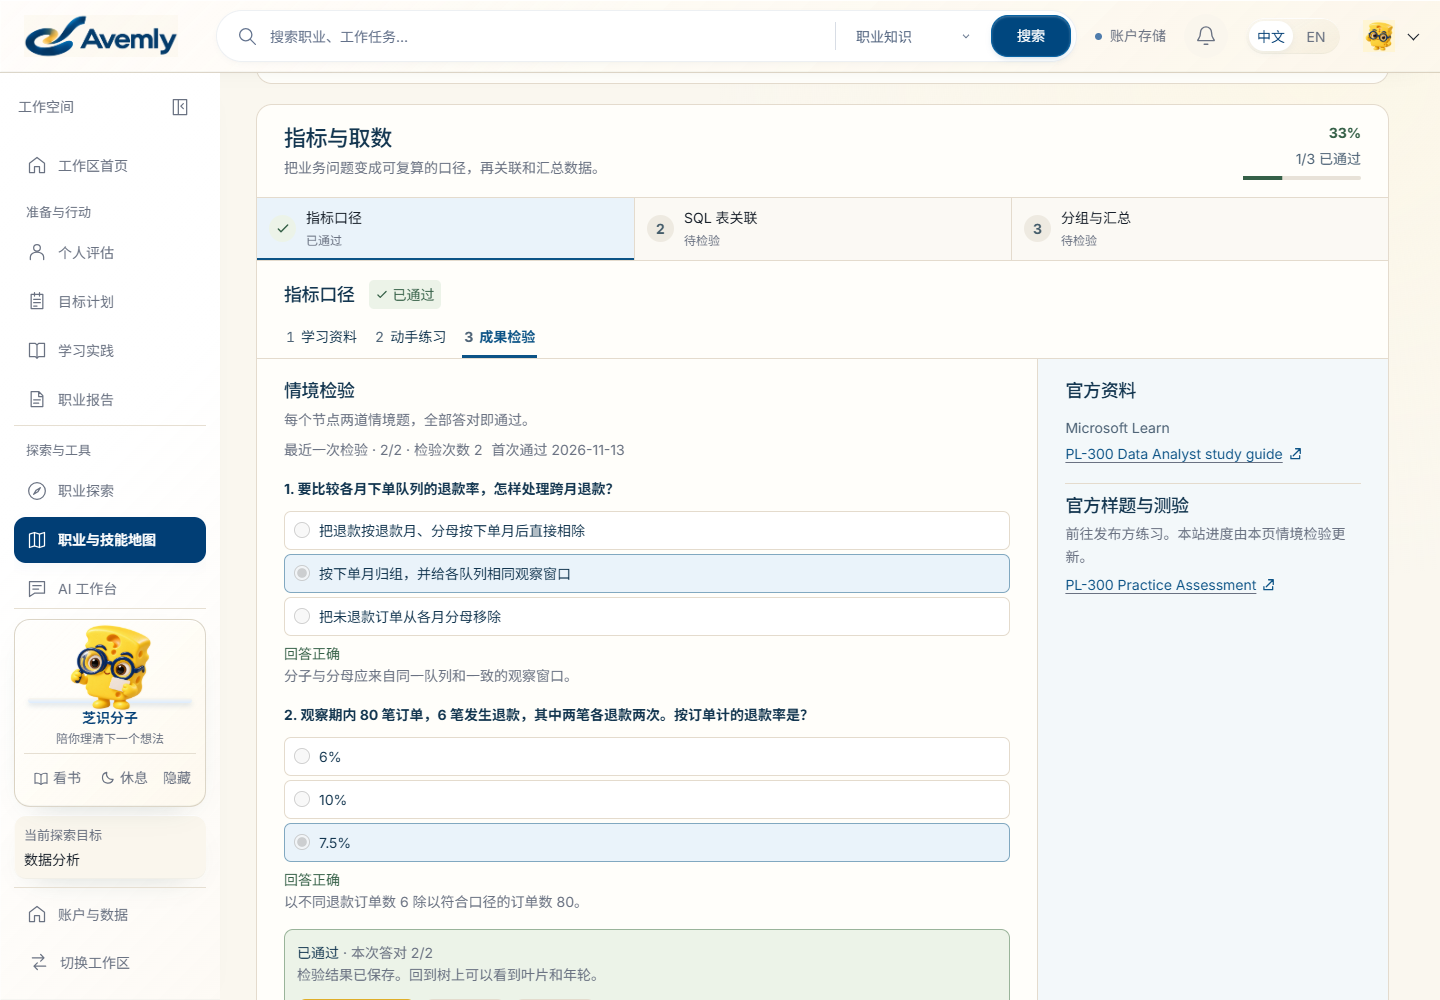 Avemly
搜索职业、工作任务...
职业知识
搜索
账户存储
中文
EN
工作空间
工作区首页
准备与行动
个人评估
目标计划
学习实践
职业报告
探索与工具
职业探索
职业与技能地图
AI 工作台
芝识分子
陪你理清下一个想法
看书
休息
隐藏
当前探索目标
数据分析
账户与数据
切换工作区
指标与取数
把业务问题变成可复算的口径，再关联和汇总数据。
33%
1/3 已通过
指标口径
已通过
2
SQL 表关联
待检验
3
分组与汇总
待检验
指标口径
已通过
1 学习资料
2 动手练习
3 成果检验
情境检验
每个节点两道情境题，全部答对即通过。
最近一次检验 · 2/2 · 检验次数 2 首次通过 2026-11-13
1. 要比较各月下单队列的退款率，怎样处理跨月退款？
把退款按退款月、分母按下单月后直接相除
按下单月归组，并给各队列相同观察窗口
把未退款订单从各月分母移除
回答正确
分子与分母应来自同一队列和一致的观察窗口。
2. 观察期内 80 笔订单，6 笔发生退款，其中两笔各退款两次。按订单计的退款率是？
6%
10%
7.5%
回答正确
以不同退款订单数 6 除以符合口径的订单数 80。
已通过 · 本次答对 2/2
检验结果已保存。回到树上可以看到叶片和年轮。
官方资料
Microsoft Learn
PL-300 Data Analyst study guide
官方样题与测验
前往发布方练习。本站进度由本页情境检验更
新。
PL-300 Practice Assessment